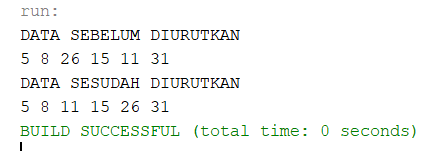 run:
DATA SEBELUM DIURUTKAN
5 8 26 15 11 31
DATA SESUDAH DIURUTKAN
5 8 11 15 26 31
BUILD SUCCESSFUL (total time: 0 seconds)